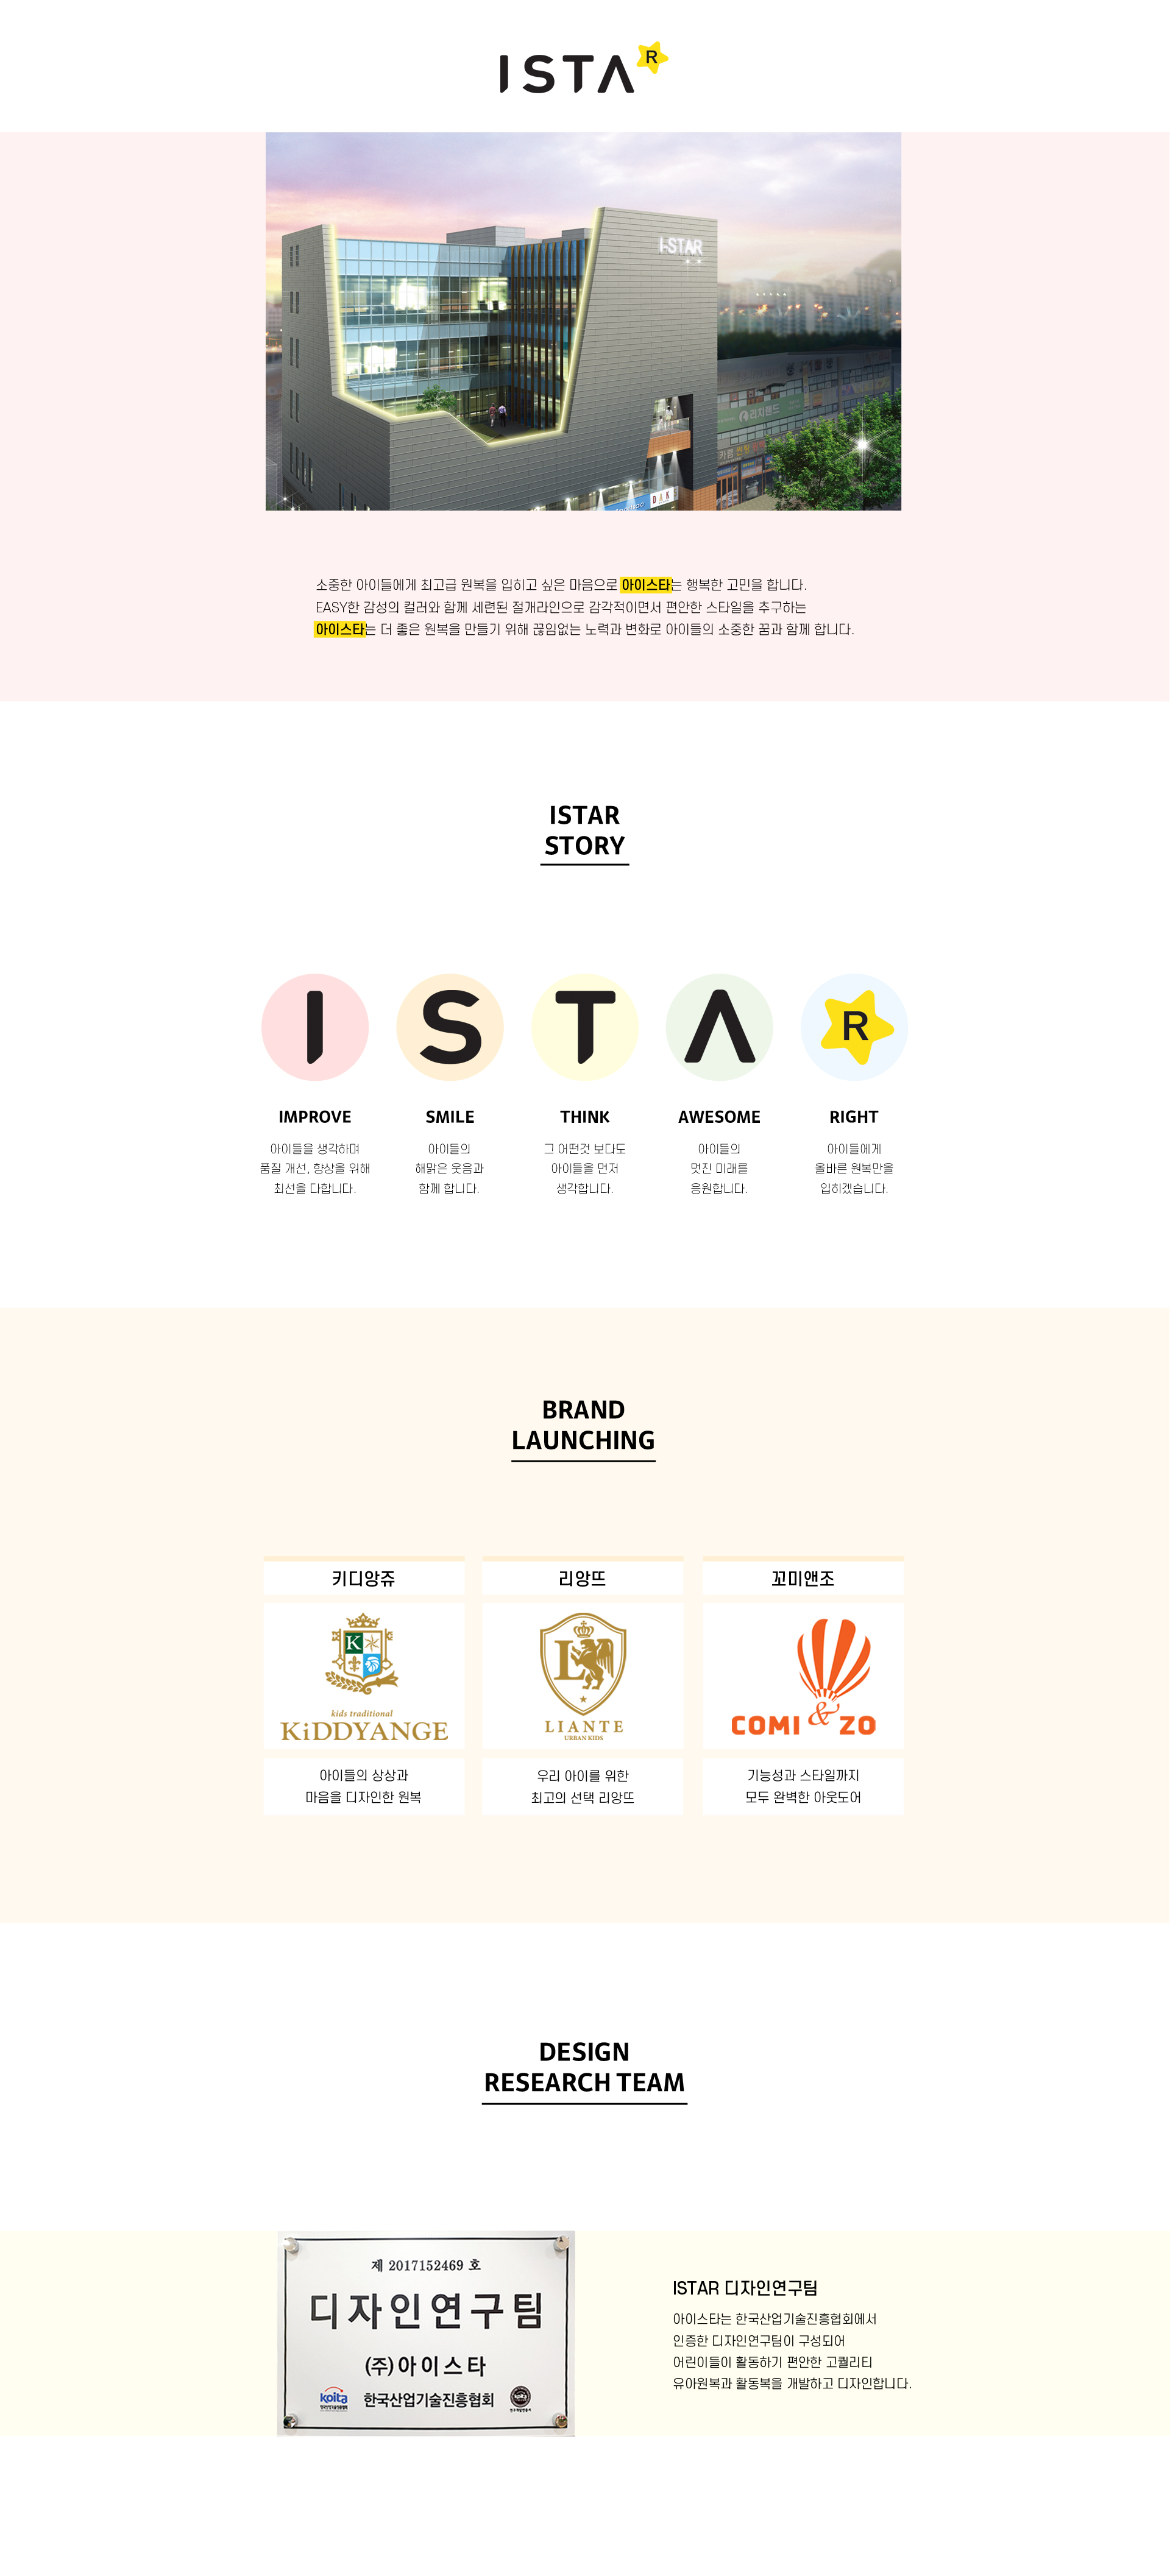 ISTAR
I-STAR
리지랜드
DAK
소중한 아이들에게 최고급 원복을 입히고 싶은 마음으로 아이스타는 행복한 고민을 합니다.
EASY한 감성의 컬러와 함께 세련된 절개라인으로 감각적이면서 편안한 스타일을 추구하는
아이스타는 더 좋은 원복을 만들기 위해 끊임없는 노력과 변화로 아이들의 소중한 꿈과 함께 합니다.
ISTAR
STORY
I S T A R
IMPROVE
아이들을 생각하며
품질 개선, 향상을 위해
최선을 다합니다.
SMILE
아이들의
해맑은 웃음과
함께 합니다.
THINK
그 어떤것 보다도
아이들을 먼저
생각합니다.
AWESOME
아이들의
멋진 미래를
응원합니다.
RIGHT
아이들에게
올바른 원복만을
입히겠습니다.
BRAND
LAUNCHING
키디앙쥬
K
kids traditional
KiDDYANGE
아이들의 상상과
마음을 디자인한 원복
리앙뜨
L
LIANTE
URBAN KIDS
우리 아이를 위한
최고의 선택 리앙뜨
꼬미앤조
COMI & ZO
기능성과 스타일까지
모두 완벽한 아웃도어
DESIGN
RESEARCH TEAM
제 2017152469 호
디자인연구팀
(주)아이스타
koita 한국산업기술진흥협회
ISTAR 디자인연구팀
아이스타는 한국산업기술진흥협회에서
인증한 디자인연구팀이 구성되어
어린이들이 활동하기 편안한 고퀄리티
유아원복과 활동복을 개발하고 디자인합니다.